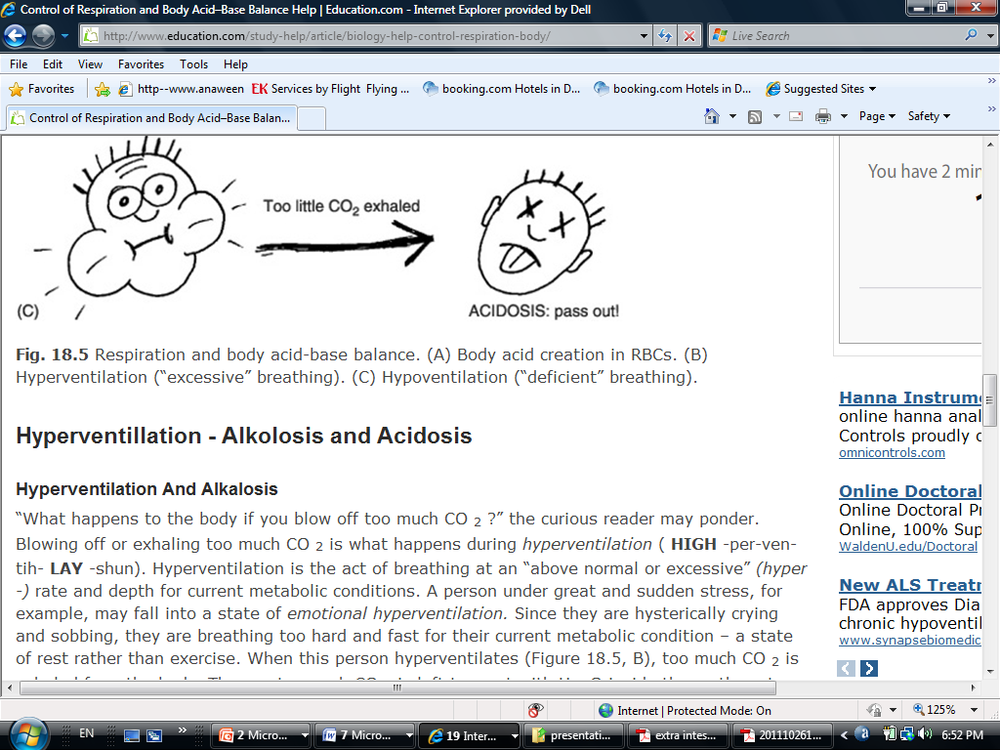 Control of Respiration and Body Acid–Base Balance Help | Education.com - Internet Explorer provided by Dell
http://www.education.com/study-help/article/biology-help-control-respiration-body/
Live Search
File Edit View Favorites Tools Help
Favorites http--www.anaween EK Services by Flight Flying ... booking.com Hotels in D... booking.com Hotels in D... Suggested Sites
Control of Respiration and Body Acid–Base Balan...
Page Safety
You have 2 min
Too little CO2 exhaled
(C)
ACIDOSIS: pass out!
Fig. 18.5 Respiration and body acid-base balance. (A) Body acid creation in RBCs. (B)
Hyperventilation (“excessive” breathing). (C) Hypoventilation (“deficient” breathing).
Hyperventillation - Alkolosis and Acidosis
Hyperventilation And Alkalosis
“What happens to the body if you blow off too much CO 2 ?” the curious reader may ponder.
Blowing off or exhaling too much CO 2 is what happens during hyperventilation ( HIGH -per-ven-
tih- LAY -shun). Hyperventilation is the act of breathing at an “above normal or excessive” (hyper
-) rate and depth for current metabolic conditions. A person under great and sudden stress, for
example, may fall into a state of emotional hyperventilation. Since they are hysterically crying
and sobbing, they are breathing too hard and fast for their current metabolic condition – a state
of rest rather than exercise. When this person hyperventilates (Figure 18.5, B), too much CO 2 is
Hanna Instrume
online hanna anal
Controls proudly c
omnicontrols.com
Online Doctoral
Online Doctoral Pr
Online, 100% Sup
WaldenU.edu/Doctoral
New ALS Treatr
FDA approves Dia
chronic hypoventil
www.synapsebiomedic
Internet | Protected Mode: On
125%
EN
2 Micro...
7 Micro...
19 Inter...
presentati...
extra intes...
201110261...
6:52 PM